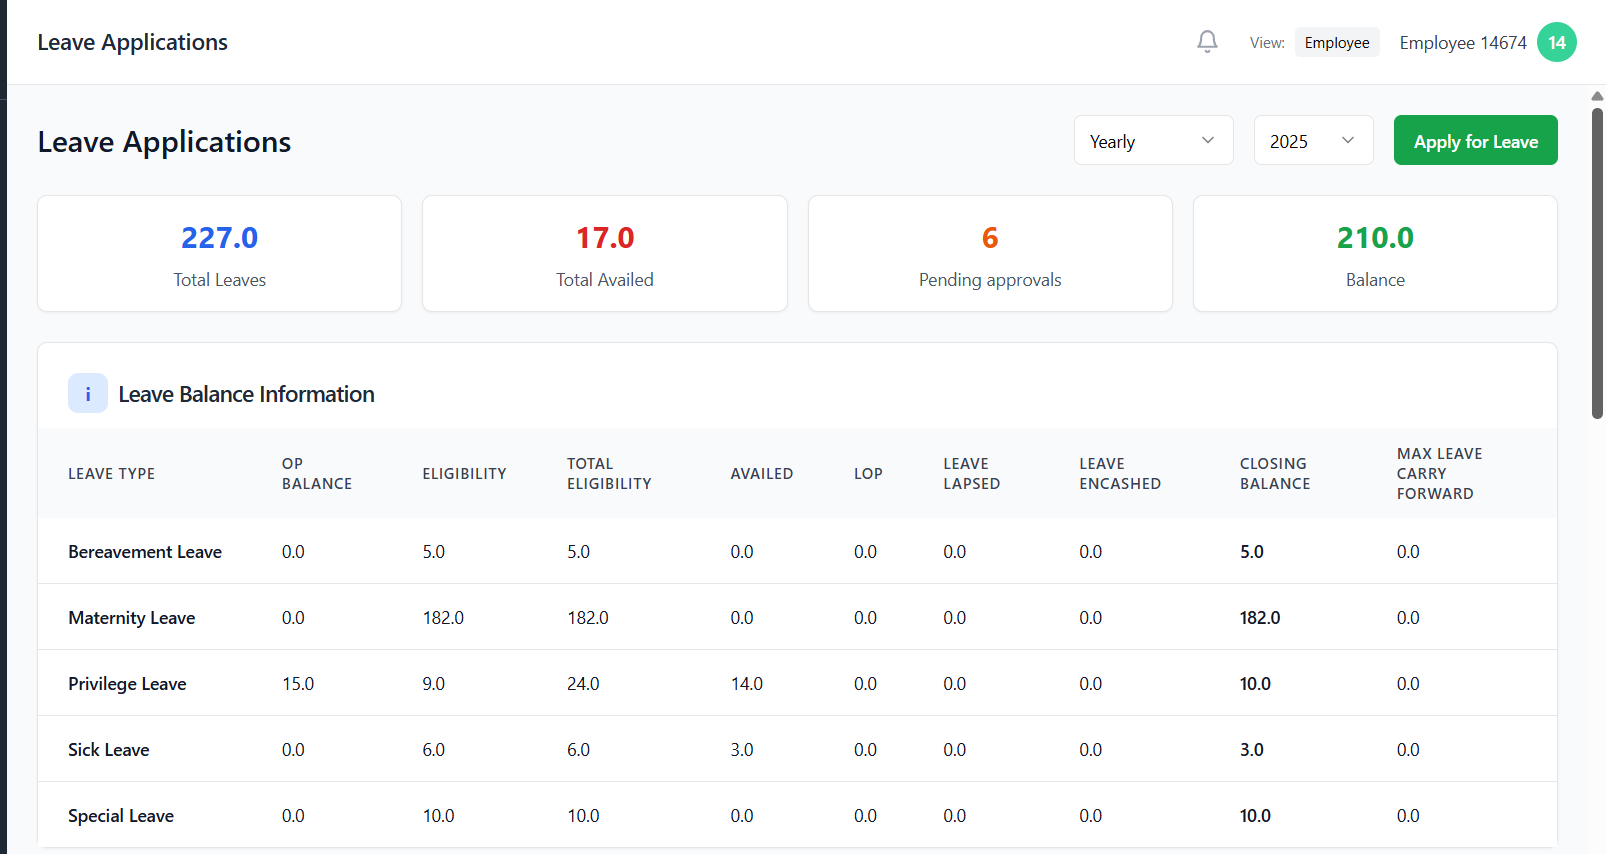 Leave Applications
View: Employee Employee 14674 14
Leave Applications
Yearly 2025 Apply for Leave
227.0 17.0 6 210.0
Total Leaves Total Availed Pending approvals Balance
i Leave Balance Information
LEAVE TYPE OP BALANCE ELIGIBILITY TOTAL ELIGIBILITY AVAILED LOP LEAVE LAPSED LEAVE ENCASHED CLOSING BALANCE MAX LEAVE CARRY FORWARD
Bereavement Leave 0.0 5.0 5.0 0.0 0.0 0.0 0.0 5.0 0.0
Maternity Leave 0.0 182.0 182.0 0.0 0.0 0.0 0.0 182.0 0.0
Privilege Leave 15.0 9.0 24.0 14.0 0.0 0.0 0.0 10.0 0.0
Sick Leave 0.0 6.0 6.0 3.0 0.0 0.0 0.0 3.0 0.0
Special Leave 0.0 10.0 10.0 0.0 0.0 0.0 0.0 10.0 0.0